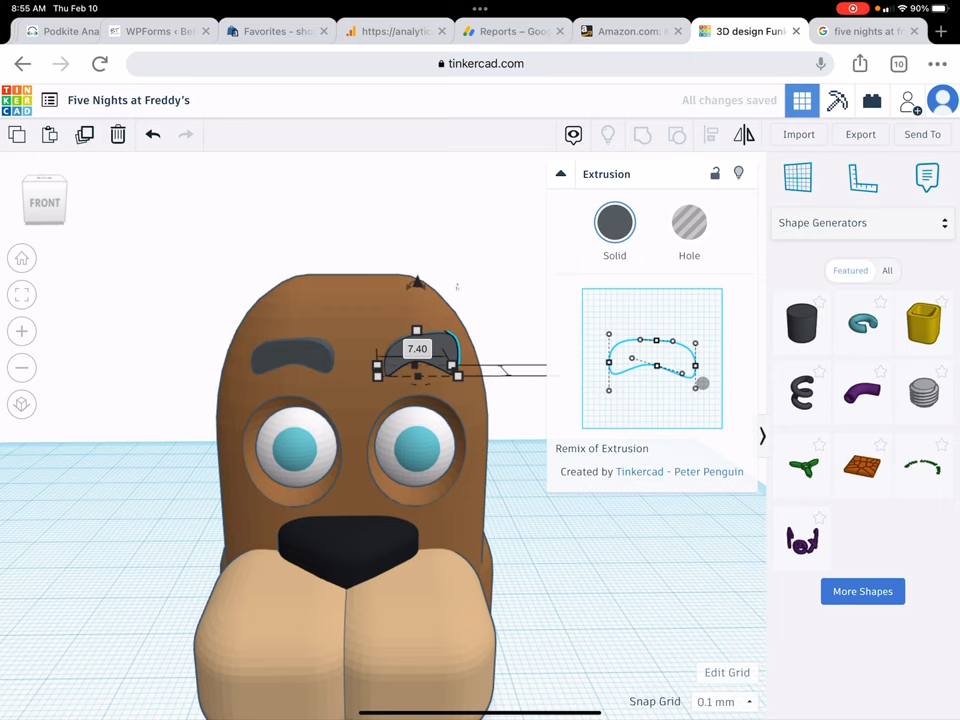 8:55 AM Thu Feb 10
90%
Podkite Ana
WPForms ‹ Be
Favorites - sho
https://analytic
Reports – Goo
Amazon.com:
3D design Fun
five nights at f
tinkercad.com
10
TIN
KER
CAD
Five Nights at Freddy's
All changes saved
Import
Export
Send To
FRONT
Extrusion
Solid
Hole
Shape Generators
Featured
All
7.40
Remix of Extrusion
Created by Tinkercad - Peter Penguin
More Shapes
Edit Grid
Snap Grid
0.1 mm